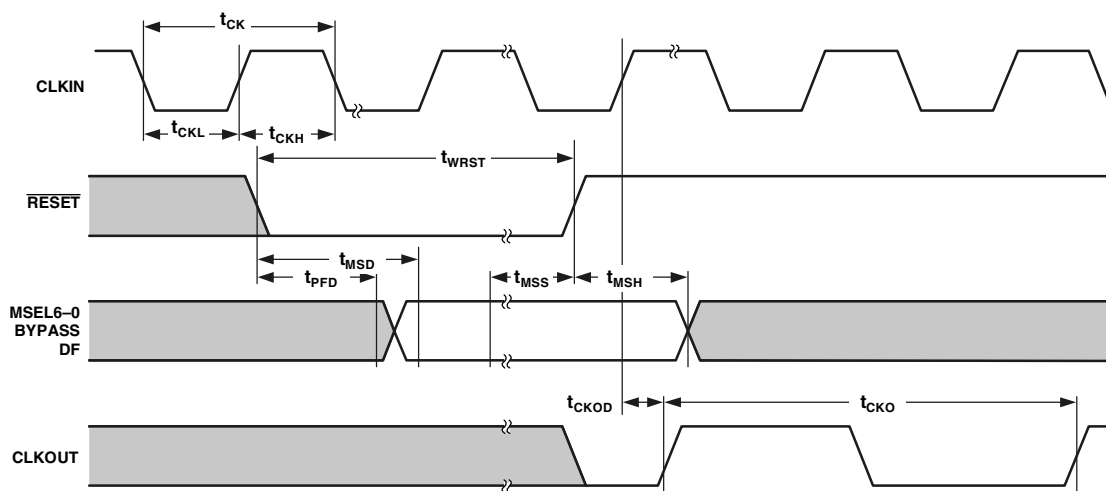 tCK
CLKIN
tCKL
tCKH
tWRST
RESET
tMSD
tPFD
tMSS
tMSH
MSEL6–0
BYPASS
DF
tCKOD
tCKO
CLKOUT